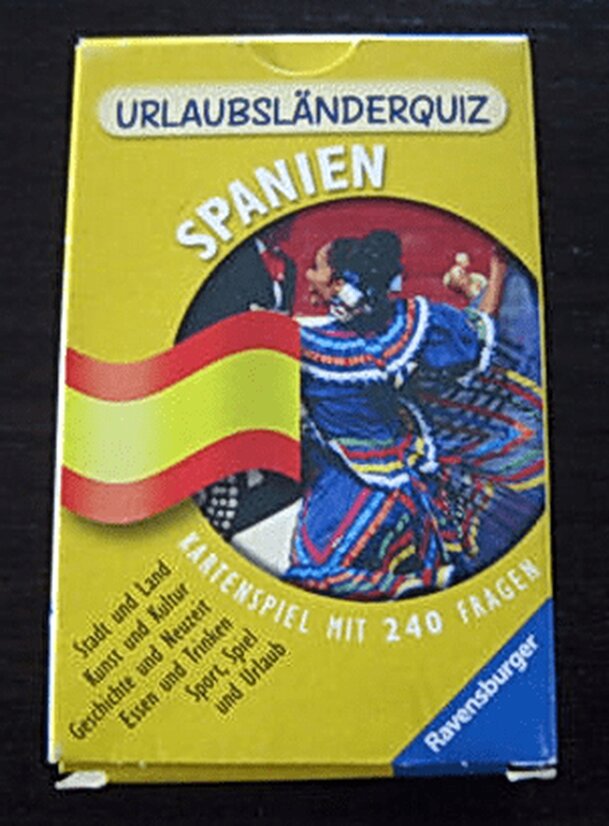 URLAUBSLÄNDERQUIZ
SPANIEN
KARTENSPIEL MIT 240 FRAGEN
Stadt und Land
Kunst und Kultur
Geschichte und Neuzeit
Essen und Trinken
Sport, Spiel
und Urlaub
Ravensburger